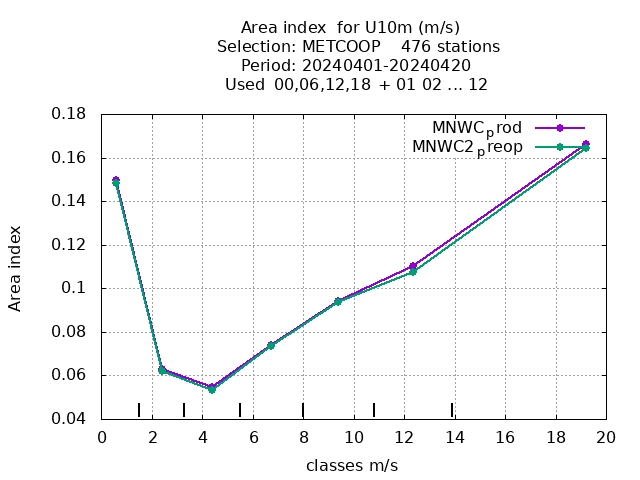 Area index for U10m (m/s)
Selection: METCOOP 476 stations
Period: 20240401-20240420
Used 00,06,12,18 + 01 02 ... 12
MNWCprod
MNWC2preop
0.18
0.16
0.14
0.12
0.1
0.08
0.06
0.04
Area index
0 2 4 6 8 10 12 14 16 18 20
classes m/s